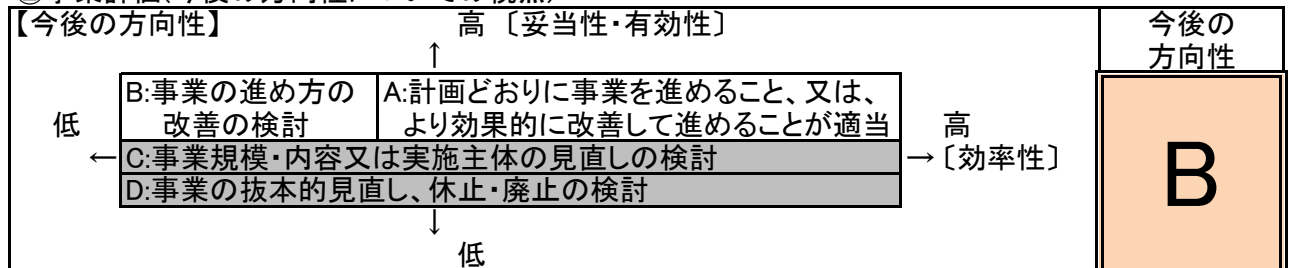 【今後の方向性】 高 〔妥当性・有効性〕 今後の
↑ 方向性
B:事業の進め方の A:計画どおりに事業を進めること、又は、
低 改善の検討 より効果的に改善して進めることが適当 高
← C:事業規模・内容又は実施主体の見直しの検討 → 〔効率性〕 B
D:事業の抜本的見直し、休止・廃止の検討
↓
低